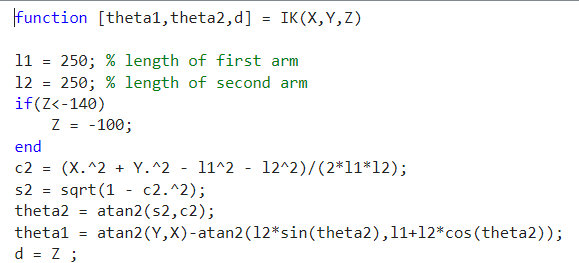 function [theta1,theta2,d] = IK(X,Y,Z)
l1 = 250; % length of first arm
l2 = 250; % length of second arm
if(Z<-140)
Z = -100;
end
c2 = (X.^2 + Y.^2 - l1^2 - l2^2)/(2*l1*l2);
s2 = sqrt(1 - c2.^2);
theta2 = atan2(s2,c2);
theta1 = atan2(Y,X)-atan2(l2*sin(theta2),l1+l2*cos(theta2));
d = Z ;